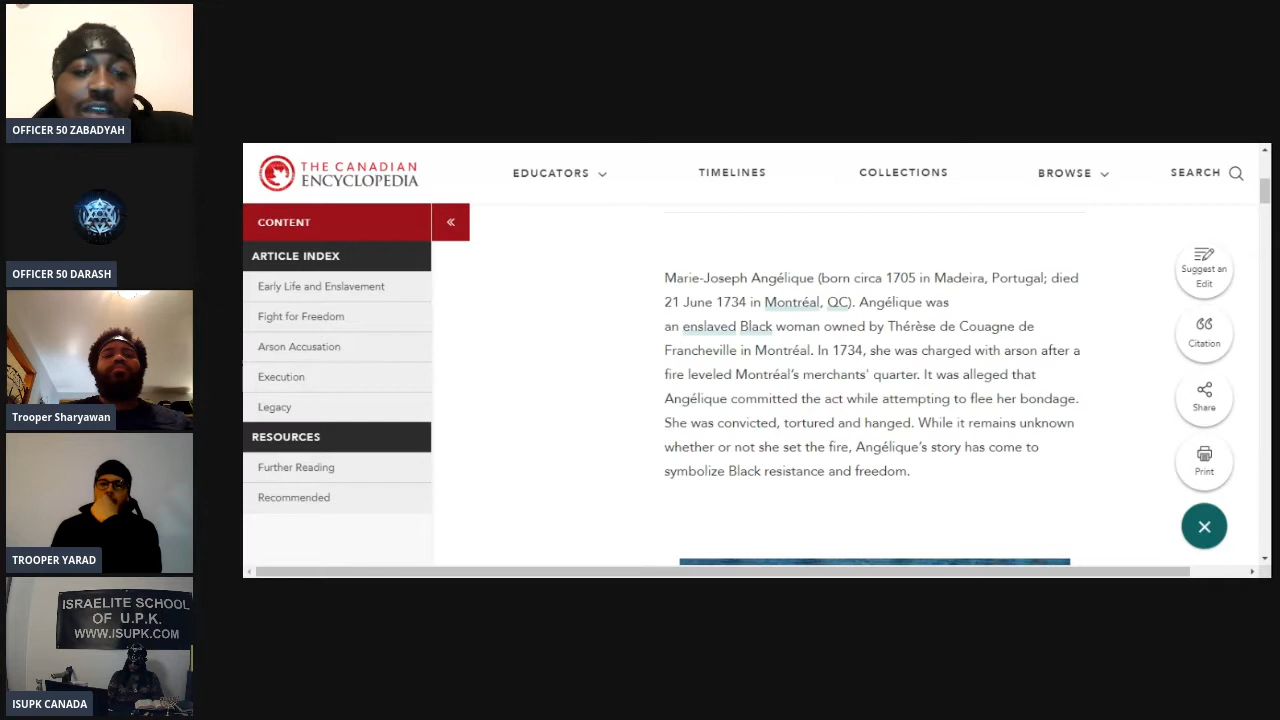 OFFICER 50 ZABADYAH
OFFICER 50 DARASH
Trooper Sharyawan
TROOPER YARAD
ISRAELITE SCHOOL
OF U.P.K.
WWW.ISUPK.COM
ISUPK CANADA
THE CANADIAN
ENCYCLOPEDIA
EDUCATORS
TIMELINES
COLLECTIONS
BROWSE
SEARCH
CONTENT
«
ARTICLE INDEX
Early Life and Enslavement
Fight for Freedom
Arson Accusation
Execution
Legacy
RESOURCES
Further Reading
Recommended
Marie-Joseph Angélique (born circa 1705 in Madeira, Portugal; died
21 June 1734 in Montréal, QC). Angélique was
an enslaved Black woman owned by Thérèse de Couagne de
Francheville in Montréal. In 1734, she was charged with arson after a
fire leveled Montréal's merchants' quarter. It was alleged that
Angélique committed the act while attempting to flee her bondage.
She was convicted, tortured and hanged. While it remains unknown
whether or not she set the fire, Angélique's story has come to
symbolize Black resistance and freedom.
Suggest an
Edit
Citation
Share
Print